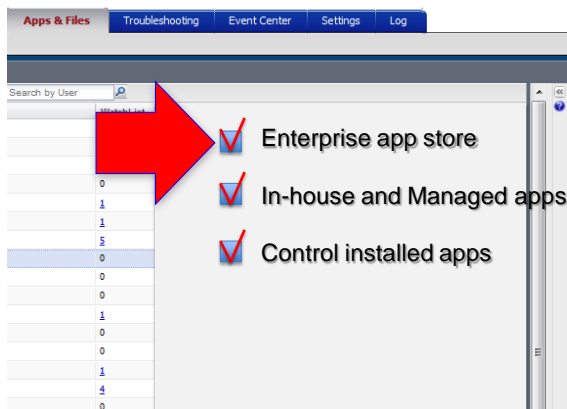 Apps & Files Troubleshooting Event Center Settings Log
Search by User
WatchList
Enterprise app store
0
In-house and Managed apps
1
1
5
Control installed apps
0
0
0
1
0
0
1
4
0